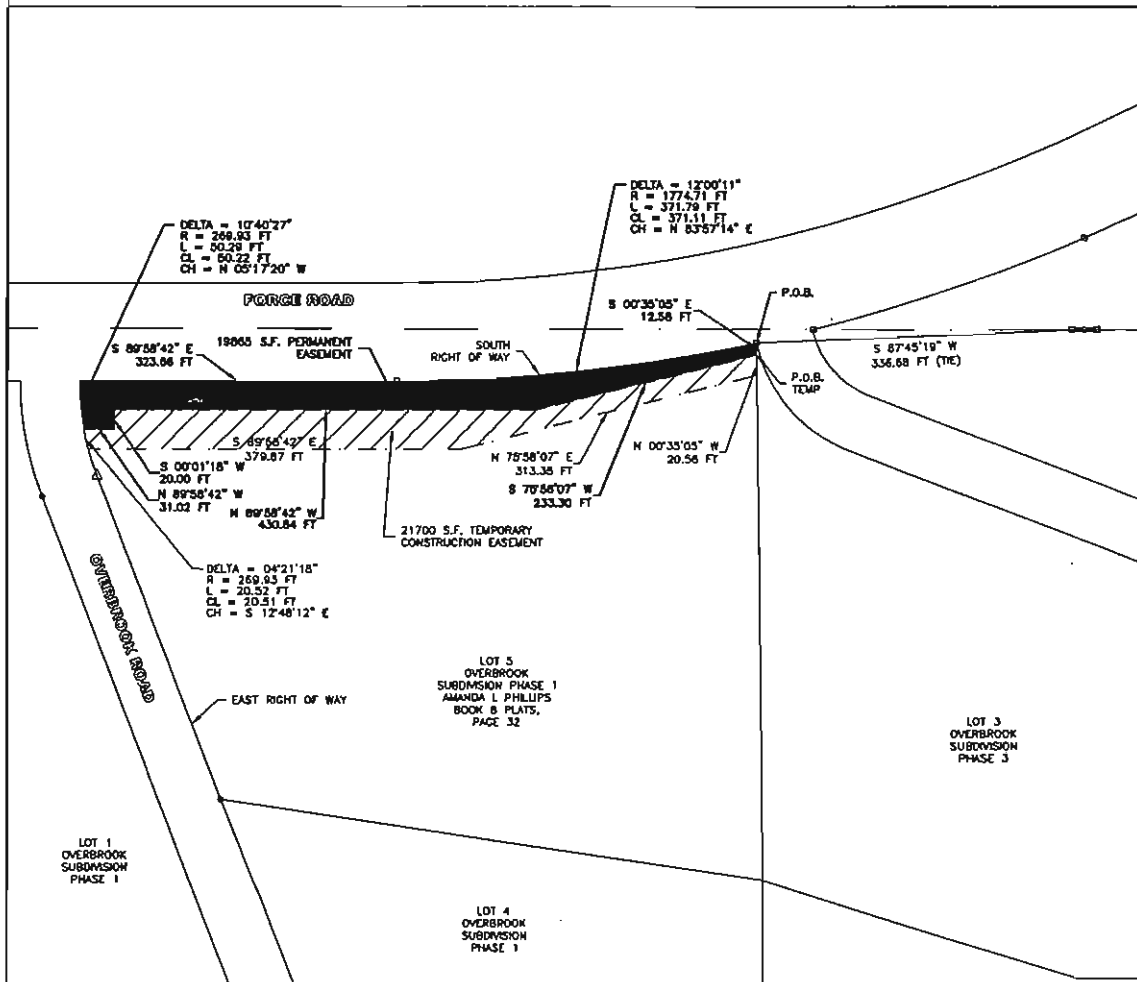 DELTA = 12°00'11"
R = 1774.71 FT
L = 371.79 FT
CL = 371.11 FT
CH = N 83°57'14" E
DELTA = 10°40'27"
R = 269.93 FT
L = 50.29 FT
CL = 50.22 FT
CH = N 05°17'20" W
FORCE ROAD
S 00°35'05" E
12.58 FT
P.O.B.
19865 S.F. PERMANENT
EASEMENT
S 89°58'42" E
323.66 FT
SOUTH
RIGHT OF WAY
S 87°45'19" W
336.68 FT (TIE)
P.O.B.
TEMP
S 89°58'42" E
379.87 FT
N 00°35'05" W
20.56 FT
N 75°58'07" E
313.35 FT
S 00°01'18" W
20.00 FT
S 76°58'07" W
233.30 FT
N 89°58'42" W
31.02 FT
N 89°58'42" W
430.84 FT
21700 S.F. TEMPORARY
CONSTRUCTION EASEMENT
DELTA = 04°21'18"
R = 269.93 FT
L = 20.52 FT
CL = 20.51 FT
CH = S 12°48'12" E
OVERBROOK ROAD
EAST RIGHT OF WAY
LOT 5
OVERBROOK
SUBDIVISION PHASE 1
AMANDA L PHILLIPS
BOOK 8 PLATS,
PAGE 32
LOT 3
OVERBROOK
SUBDIVISION
PHASE 3
LOT 1
OVERBROOK
SUBDIVISION
PHASE 1
LOT 4
OVERBROOK
SUBDIVISION
PHASE 1